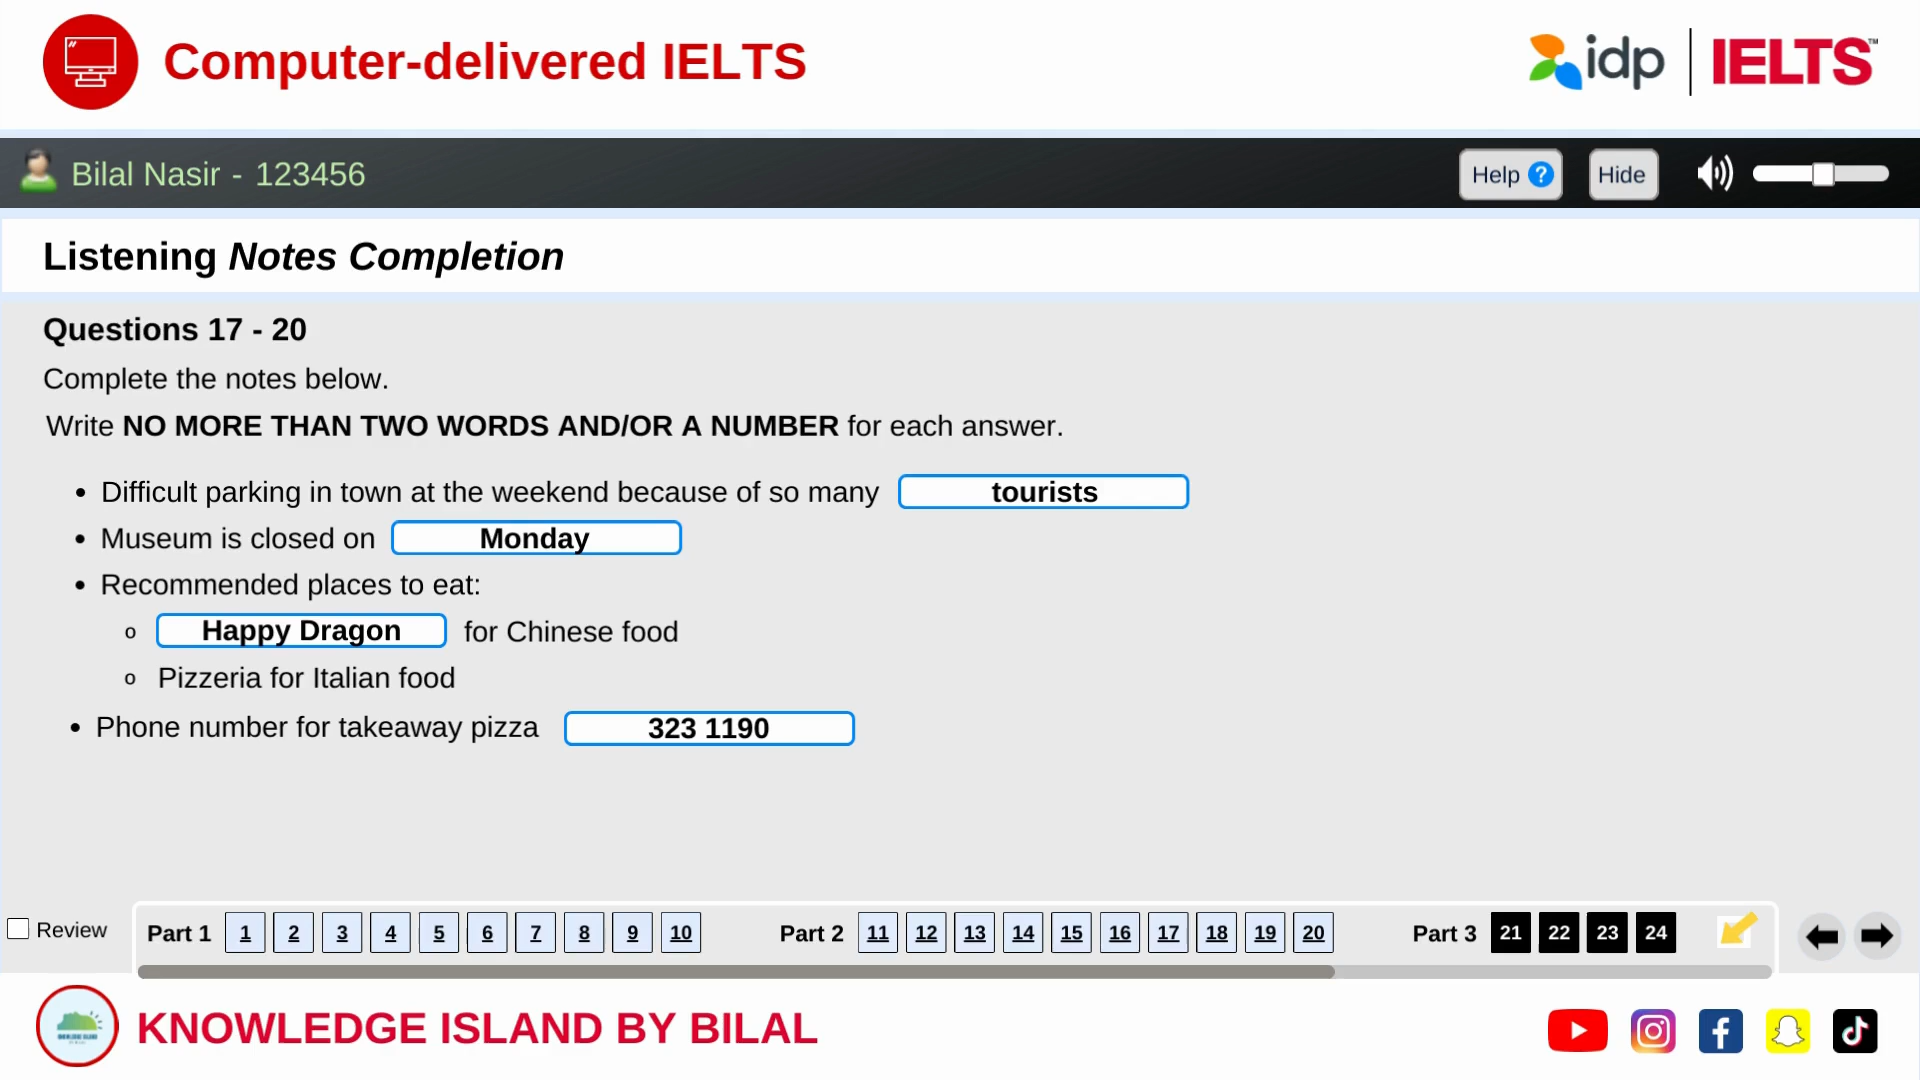 Computer-delivered IELTS
idp IELTS™
Bilal Nasir - 123456
Help ?
Hide
Listening Notes Completion
Questions 17 - 20
Complete the notes below.
Write NO MORE THAN TWO WORDS AND/OR A NUMBER for each answer.
• Difficult parking in town at the weekend because of so many tourists
• Museum is closed on Monday
• Recommended places to eat:
o Happy Dragon for Chinese food
o Pizzeria for Italian food
• Phone number for takeaway pizza 323 1190
Review
Part 1 1 2 3 4 5 6 7 8 9 10 Part 2 11 12 13 14 15 16 17 18 19 20 Part 3 21 22 23 24
KNOWLEDGE ISLAND BY BILAL